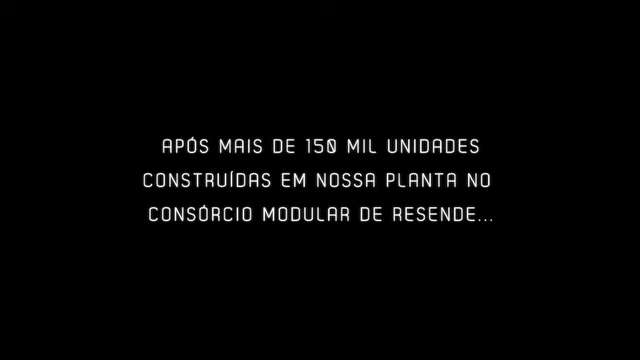 APÓS MAIS DE 150 MIL UNIDADES
CONSTRUÍDAS EM NOSSA PLANTA NO
CONSÓRCIO MODULAR DE RESENDE...